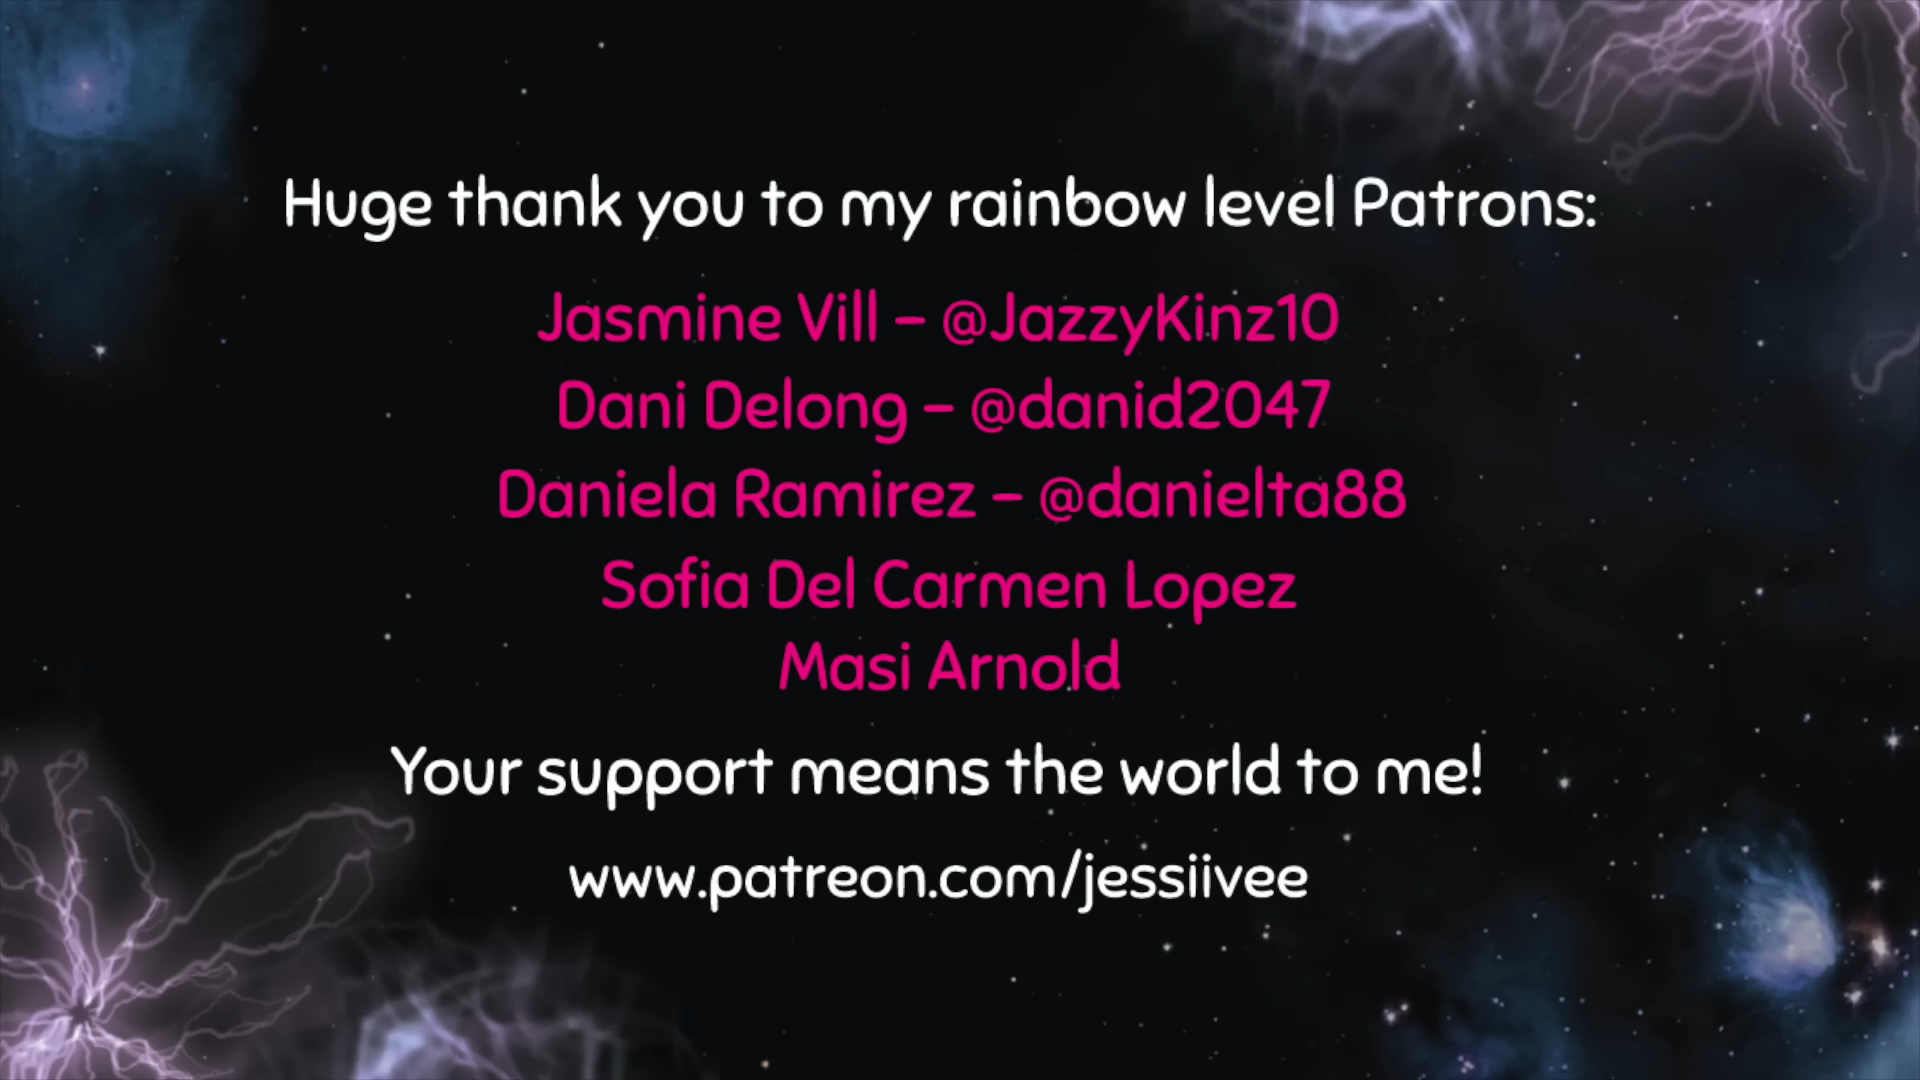 Huge thank you to my rainbow level Patrons:
Jasmine Vill - @JazzyKinz10
Dani Delong - @danid2047
Daniela Ramirez - @danielta88
Sofia Del Carmen Lopez
Masi Arnold
Your support means the world to me!
www.patreon.com/jessiivee